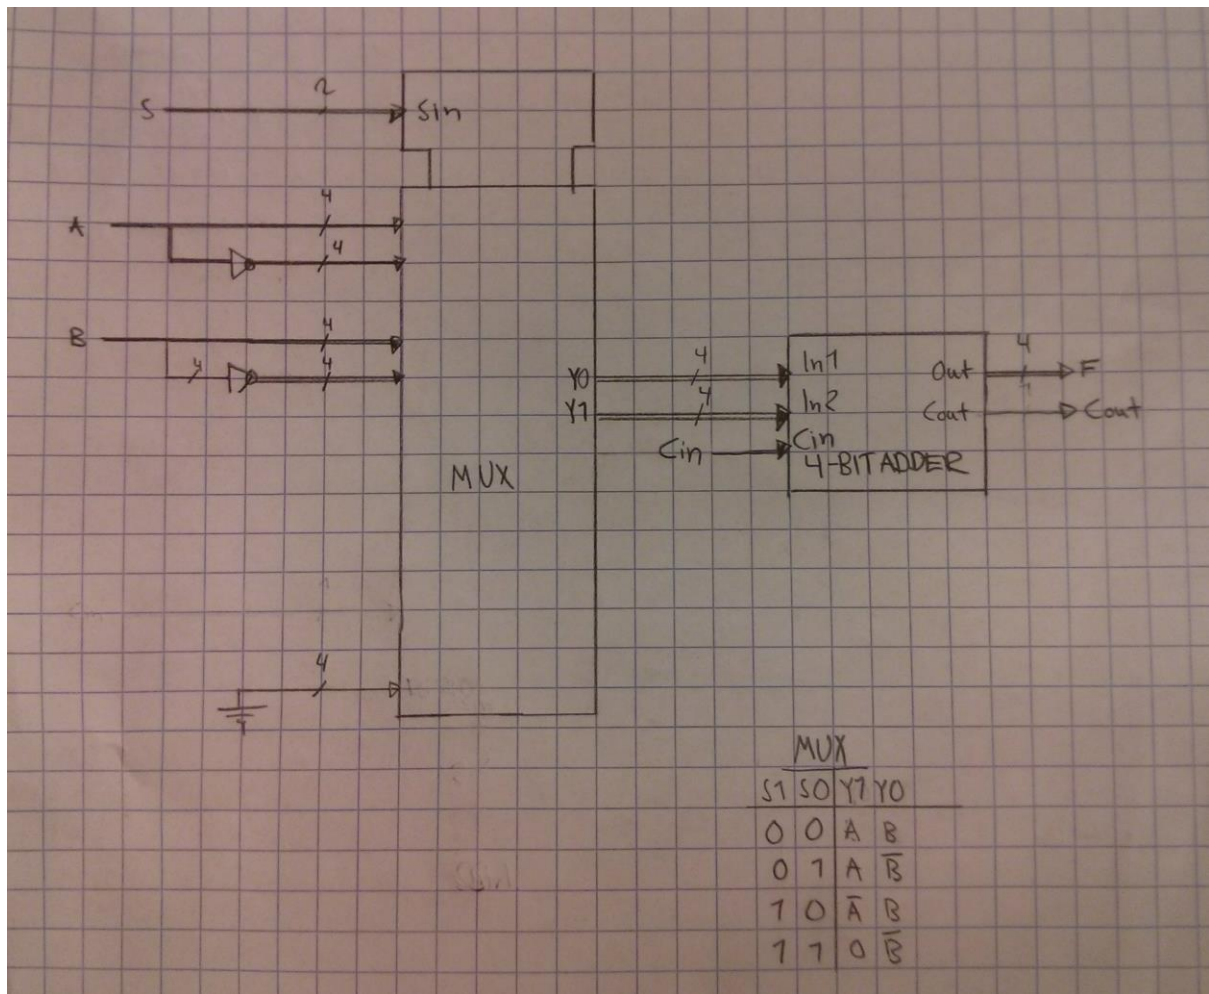 2
S Sin
4
A
4
4
B
4 4
Y0 4 In1 Out 4 F
Y1 4 In2 Cout Cout
Cin Cin
4-BIT ADDER
MUX
4
MUX
S1 S0 Y1 Y0
0 0 A B
0 1 A B̅
1 0 A̅ B
1 1 0 B̅